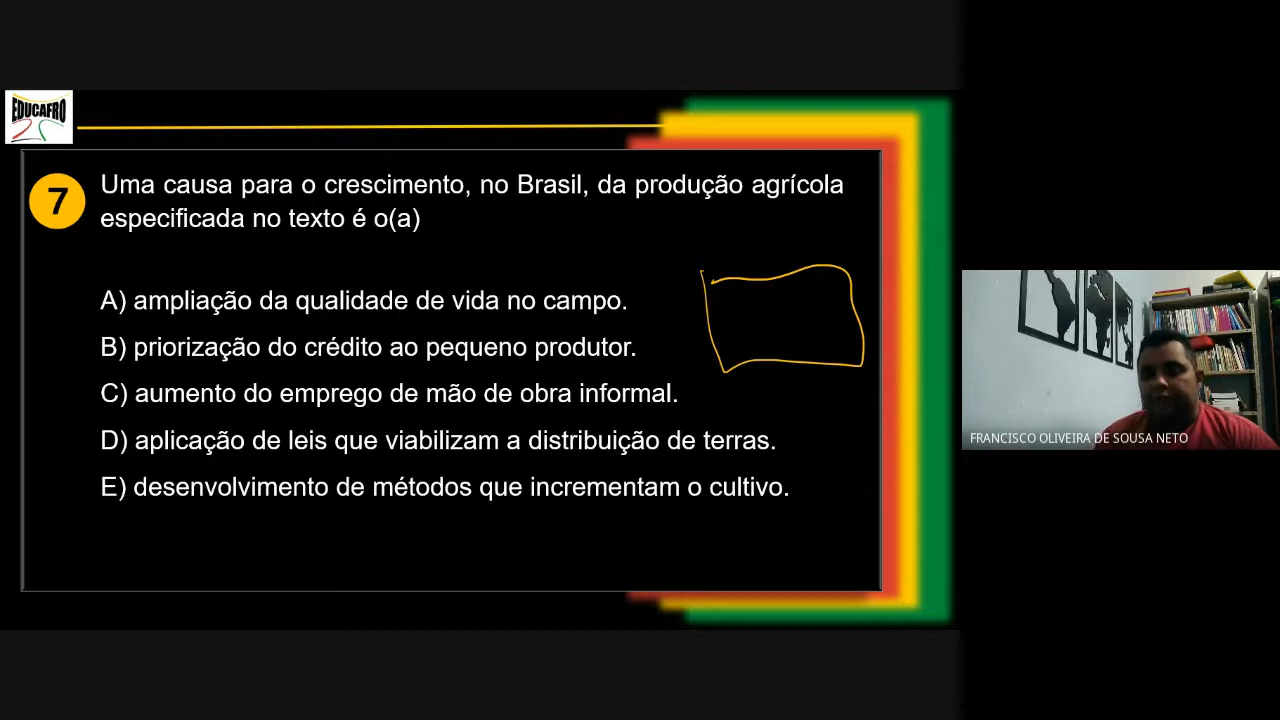 EDUCAFRO
7
Uma causa para o crescimento, no Brasil, da produção agrícola
especificada no texto é o(a)
A) ampliação da qualidade de vida no campo.
B) priorização do crédito ao pequeno produtor.
C) aumento do emprego de mão de obra informal.
D) aplicação de leis que viabilizam a distribuição de terras.
E) desenvolvimento de métodos que incrementam o cultivo.
FRANCISCO OLIVEIRA DE SOUSA NETO